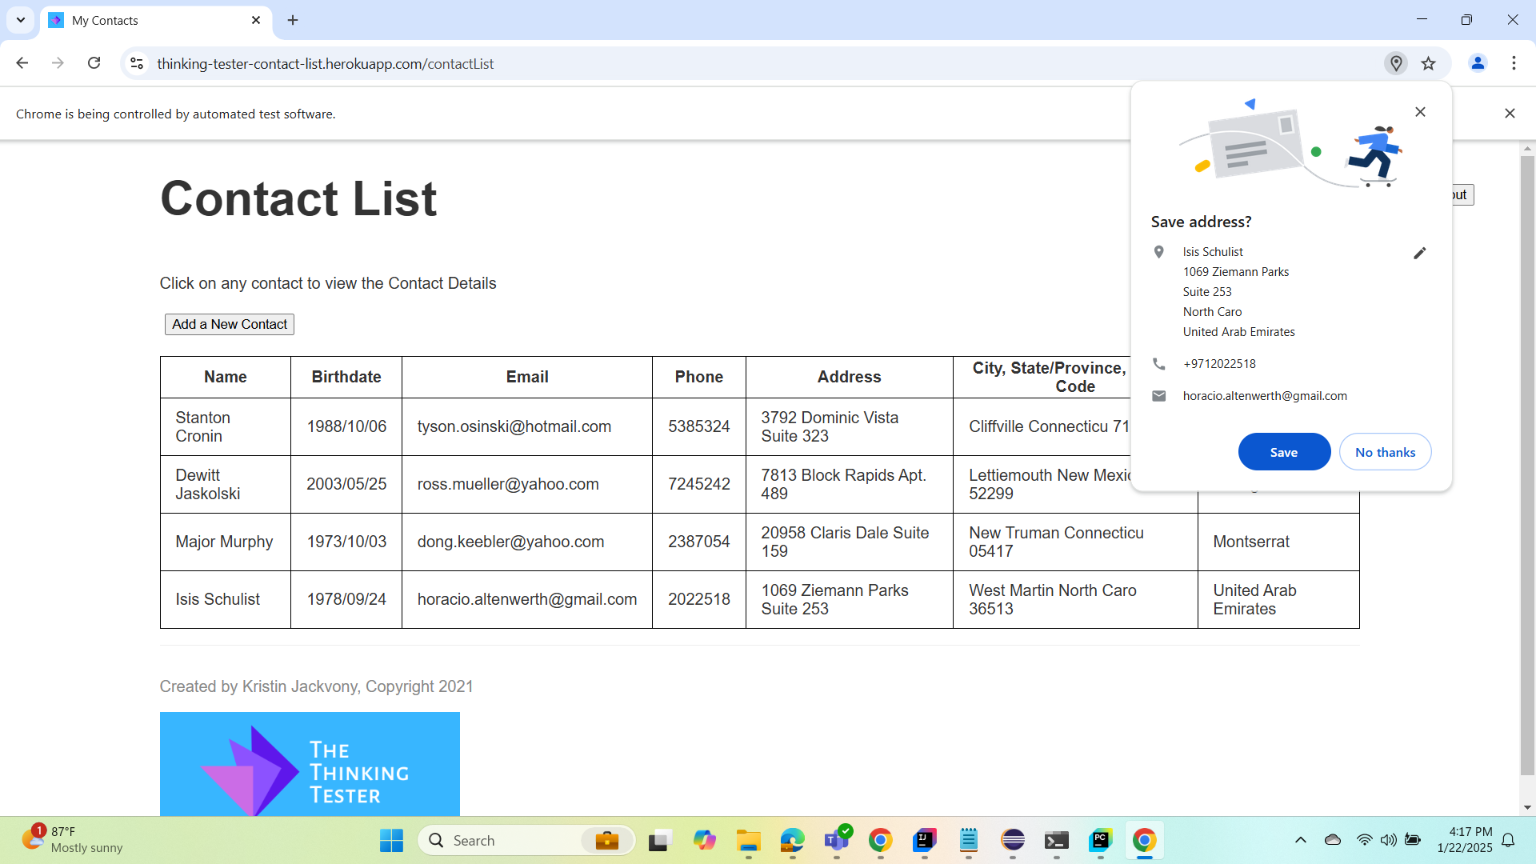 My Contacts
thinking-tester-contact-list.herokuapp.com/contactList
Chrome is being controlled by automated test software.
Contact List
Click on any contact to view the Contact Details
Add a New Contact
Name Birthdate Email Phone Address City, State/Province,
Code
Stanton
Cronin
1988/10/06
tyson.osinski@hotmail.com
5385324
3792 Dominic Vista
Suite 323
Cliffville Connecticu 71
Dewitt
Jaskolski
2003/05/25
ross.mueller@yahoo.com
7245242
7813 Block Rapids Apt.
489
Lettiemouth New Mexic
52299
Major Murphy
1973/10/03
dong.keebler@yahoo.com
2387054
20958 Claris Dale Suite
159
New Truman Connecticu
05417
Montserrat
Isis Schulist
1978/09/24
horacio.altenwerth@gmail.com
2022518
1069 Ziemann Parks
Suite 253
West Martin North Caro
36513
United Arab
Emirates
Save address?
Isis Schulist
1069 Ziemann Parks
Suite 253
North Caro
United Arab Emirates
+9712022518
horacio.altenwerth@gmail.com
Save
No thanks
out
Created by Kristin Jackvony, Copyright 2021
THE
THINKING
TESTER
1
87°F
Mostly sunny
Search
4:17 PM
1/22/2025